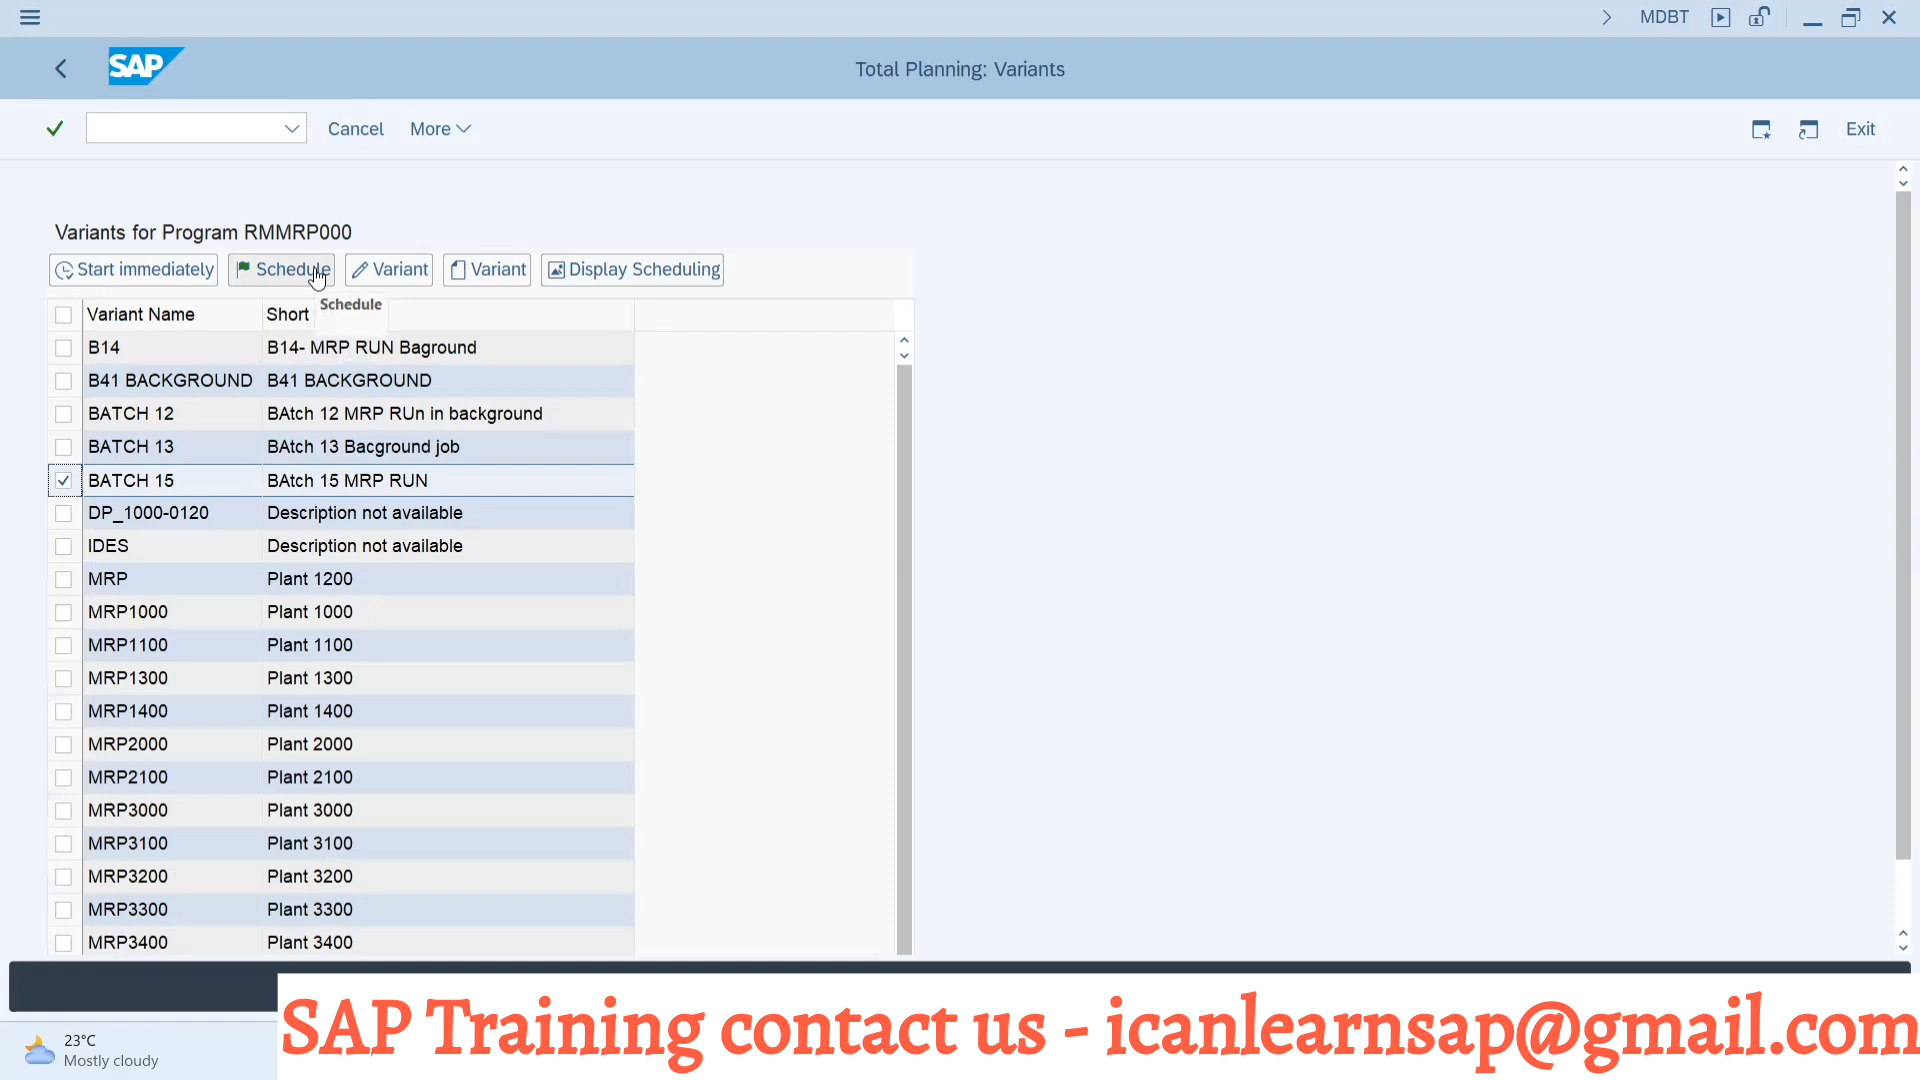 MDBT
SAP
Total Planning: Variants
Cancel More Exit
Variants for Program RMMRP000
Start immediately Schedule Variant Variant Display Scheduling
Schedule
Variant Name Short
B14 B14- MRP RUN Baground
B41 BACKGROUND B41 BACKGROUND
BATCH 12 BAtch 12 MRP RUn in background
BATCH 13 BAtch 13 Bacground job
BATCH 15 BAtch 15 MRP RUN
DP_1000-0120 Description not available
IDES Description not available
MRP Plant 1200
MRP1000 Plant 1000
MRP1100 Plant 1100
MRP1300 Plant 1300
MRP1400 Plant 1400
MRP2000 Plant 2000
MRP2100 Plant 2100
MRP3000 Plant 3000
MRP3100 Plant 3100
MRP3200 Plant 3200
MRP3300 Plant 3300
MRP3400 Plant 3400
SAP Training contact us - icanlearnsap@gmail.com
23°C
Mostly cloudy